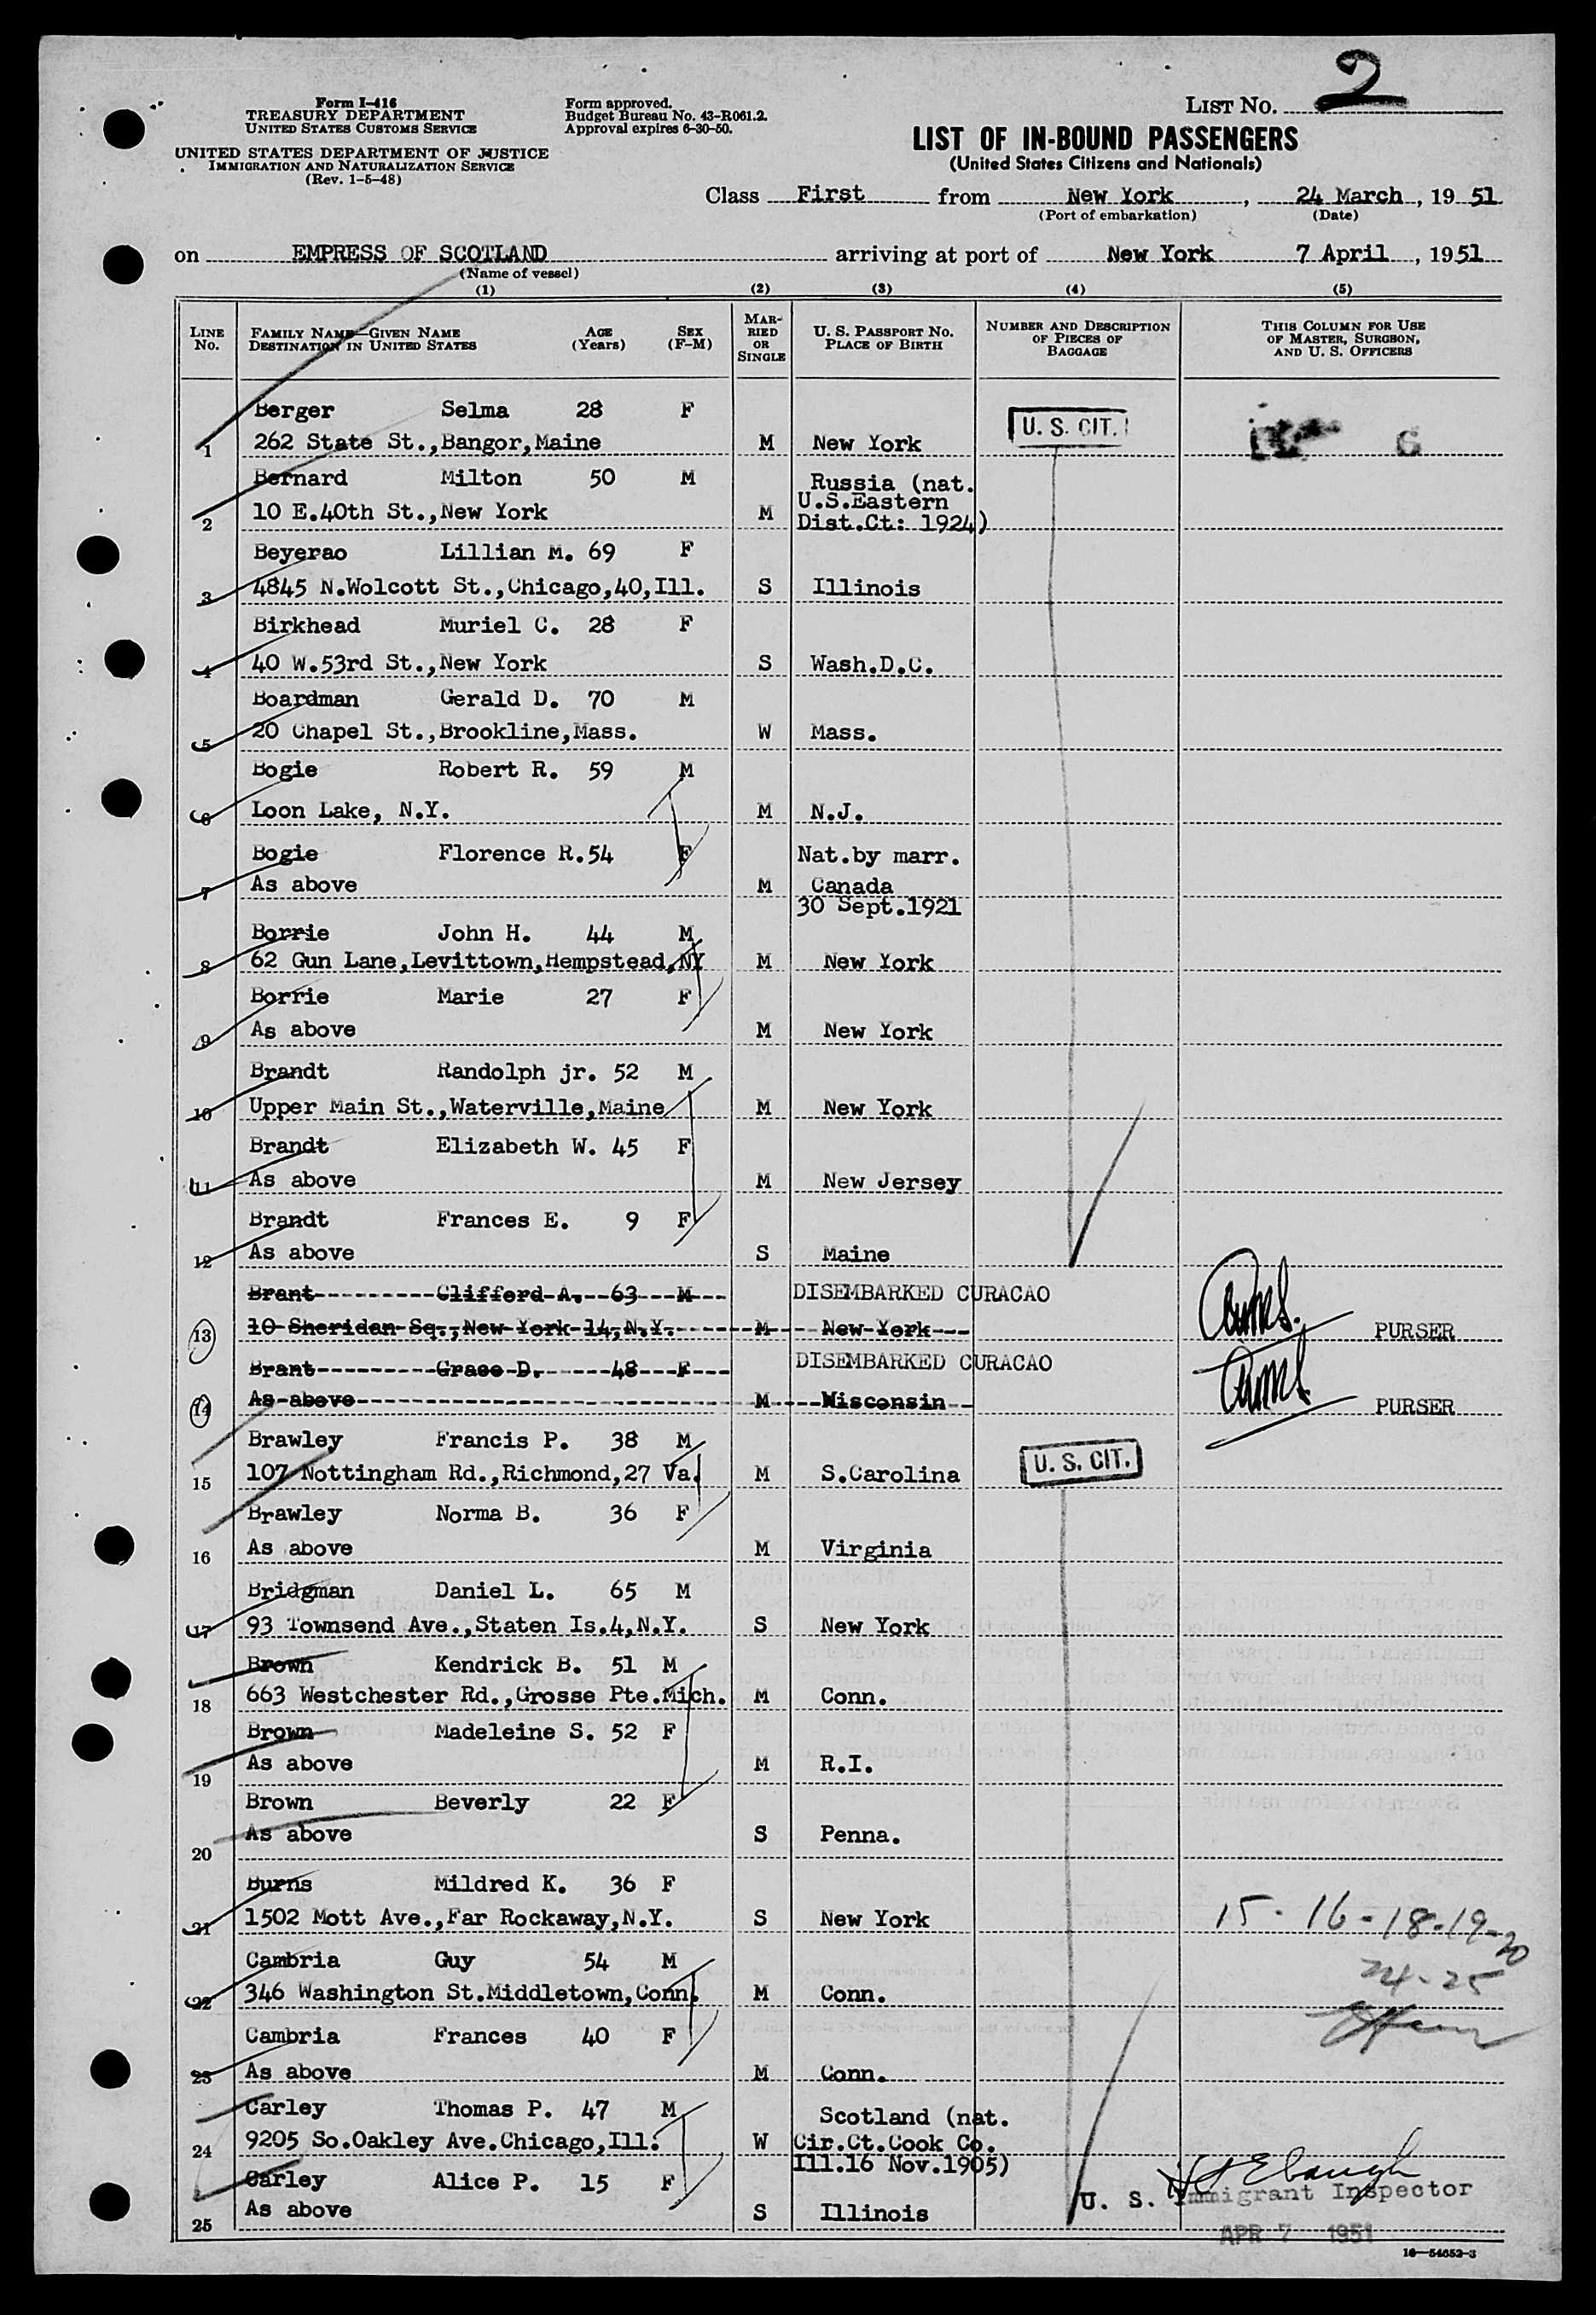 LIST NO. 2
Form I-416
TREASURY DEPARTMENT
UNITED STATES CUSTOMS SERVICE
UNITED STATES DEPARTMENT OF JUSTICE
IMMIGRATION AND NATURALIZATION SERVICE
(Rev. 1-5-48)
Form approved.
Budget Bureau No. 43-R061.2.
Approval expires 6-30-50.
LIST OF IN-BOUND PASSENGERS
(United States Citizens and Nationals)
Class First from New York, 24 March, 1951
(Port of embarkation) (Date)
on EMPRESS OF SCOTLAND arriving at port of New York 7 April, 1951
(Name of vessel)
(1) (2) (3) (4) (5)
LINE No.
FAMILY NAME—GIVEN NAME AGE SEX
DESTINATION IN UNITED STATES (Years) (F-M)
MAR-
RIED
OR
SINGLE
U. S. PASSPORT NO.
PLACE OF BIRTH
NUMBER AND DESCRIPTION
OF PIECES OF
BAGGAGE
THIS COLUMN FOR USE
OF MASTER, SURGEON,
AND U. S. OFFICERS
Berger Selma 28 F U. S. CIT.
1 262 State St.,Bangor,Maine M New York
Bernard Milton 50 M Russia (nat.
U.S.Eastern
2 10 E.40th St.,New York M Dist.Ct: 1924)
Beyerao Lillian M. 69 F
3 4845 N.Wolcott St.,Chicago,40,Ill. S Illinois
Birkhead Muriel C. 28 F
4 40 W.53rd St.,New York S Wash.D.C.
Boardman Gerald D. 70 M
5 20 Chapel St.,Brookline,Mass. W Mass.
Bogie Robert R. 59 M
6 Loon Lake, N.Y. M N.J.
Bogie Florence R.54 F Nat.by marr.
7 As above M Canada
30 Sept.1921
Borrie John H. 44 M
8 62 Gun Lane,Levittown,Hempstead,NY M New York
Borrie Marie 27 F
9 As above M New York
Brandt Randolph jr. 52 M
10 Upper Main St.,Waterville,Maine M New York
Brandt Elizabeth W. 45 F
11 As above M New Jersey
Brandt Frances E. 9 F
12 As above S Maine
Brant Clifford A. 63 M DISEMBARKED CURACAO
13 10 Sheridan Sq.,New York 14,N.Y. M New York PURSER
Brant Grace D. 48 F DISEMBARKED CURACAO
14 As above M Wisconsin PURSER
Brawley Francis P. 38 M
15 107 Nottingham Rd.,Richmond,27 Va. M S.Carolina U. S. CIT.
Brawley Norma B. 36 F
16 As above M Virginia
Bridgman Daniel L. 65 M
17 93 Townsend Ave.,Staten Is.4,N.Y. S New York
Brown Kendrick B. 51 M
18 663 Westchester Rd.,Grosse Pte.Mich. M Conn.
Brown Madeleine S. 52 F
19 As above M R.I.
Brown Beverly 22 F
20 As above S Penna.
Burns Mildred K. 36 F
21 1502 Mott Ave.,Far Rockaway,N.Y. S New York 15-16-18-19-20
Cambria Guy 54 M 24-25
22 346 Washington St.Middletown,Conn. M Conn.
Cambria Frances 40 F
23 As above M Conn.
Carley Thomas P. 47 M Scotland (nat.
24 9205 So.Oakley Ave.Chicago,Ill. W Cir.Ct.Cook Co.
Ill.16 Nov.1905)
Carley Alice P. 15 F
25 As above S Illinois
U. S. Immigrant Inspector
APR 7 1951
16—54652-3